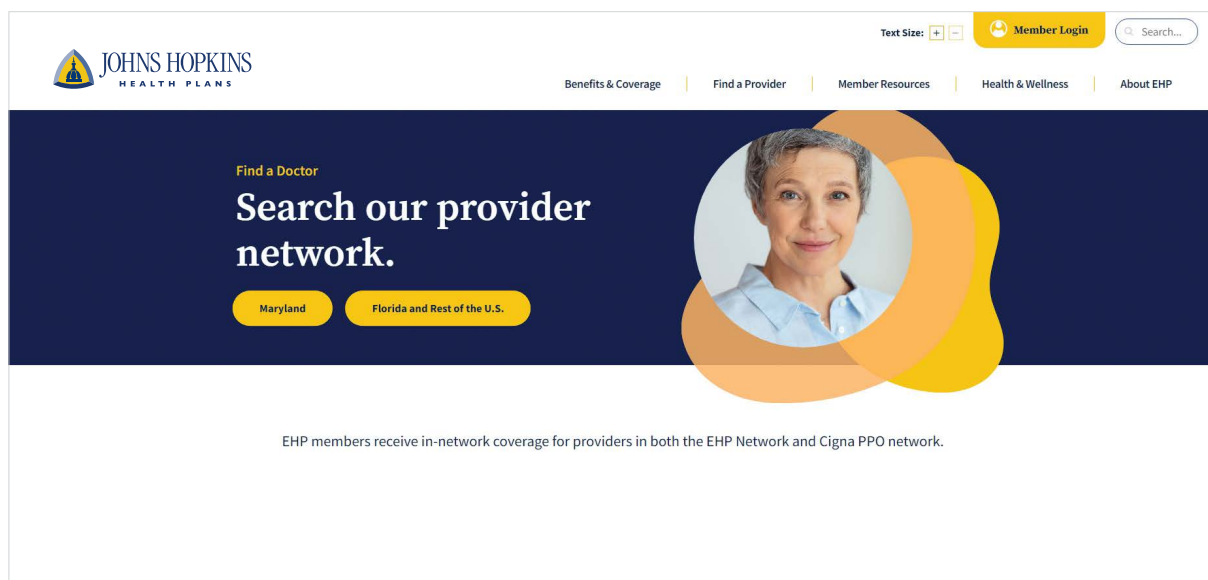 Text Size: + −
Member Login
Search...
JOHNS HOPKINS
HEALTH PLANS
Benefits & Coverage
Find a Provider
Member Resources
Health & Wellness
About EHP
Find a Doctor
Search our provider
network.
Maryland
Florida and Rest of the U.S.
EHP members receive in-network coverage for providers in both the EHP Network and Cigna PPO network.